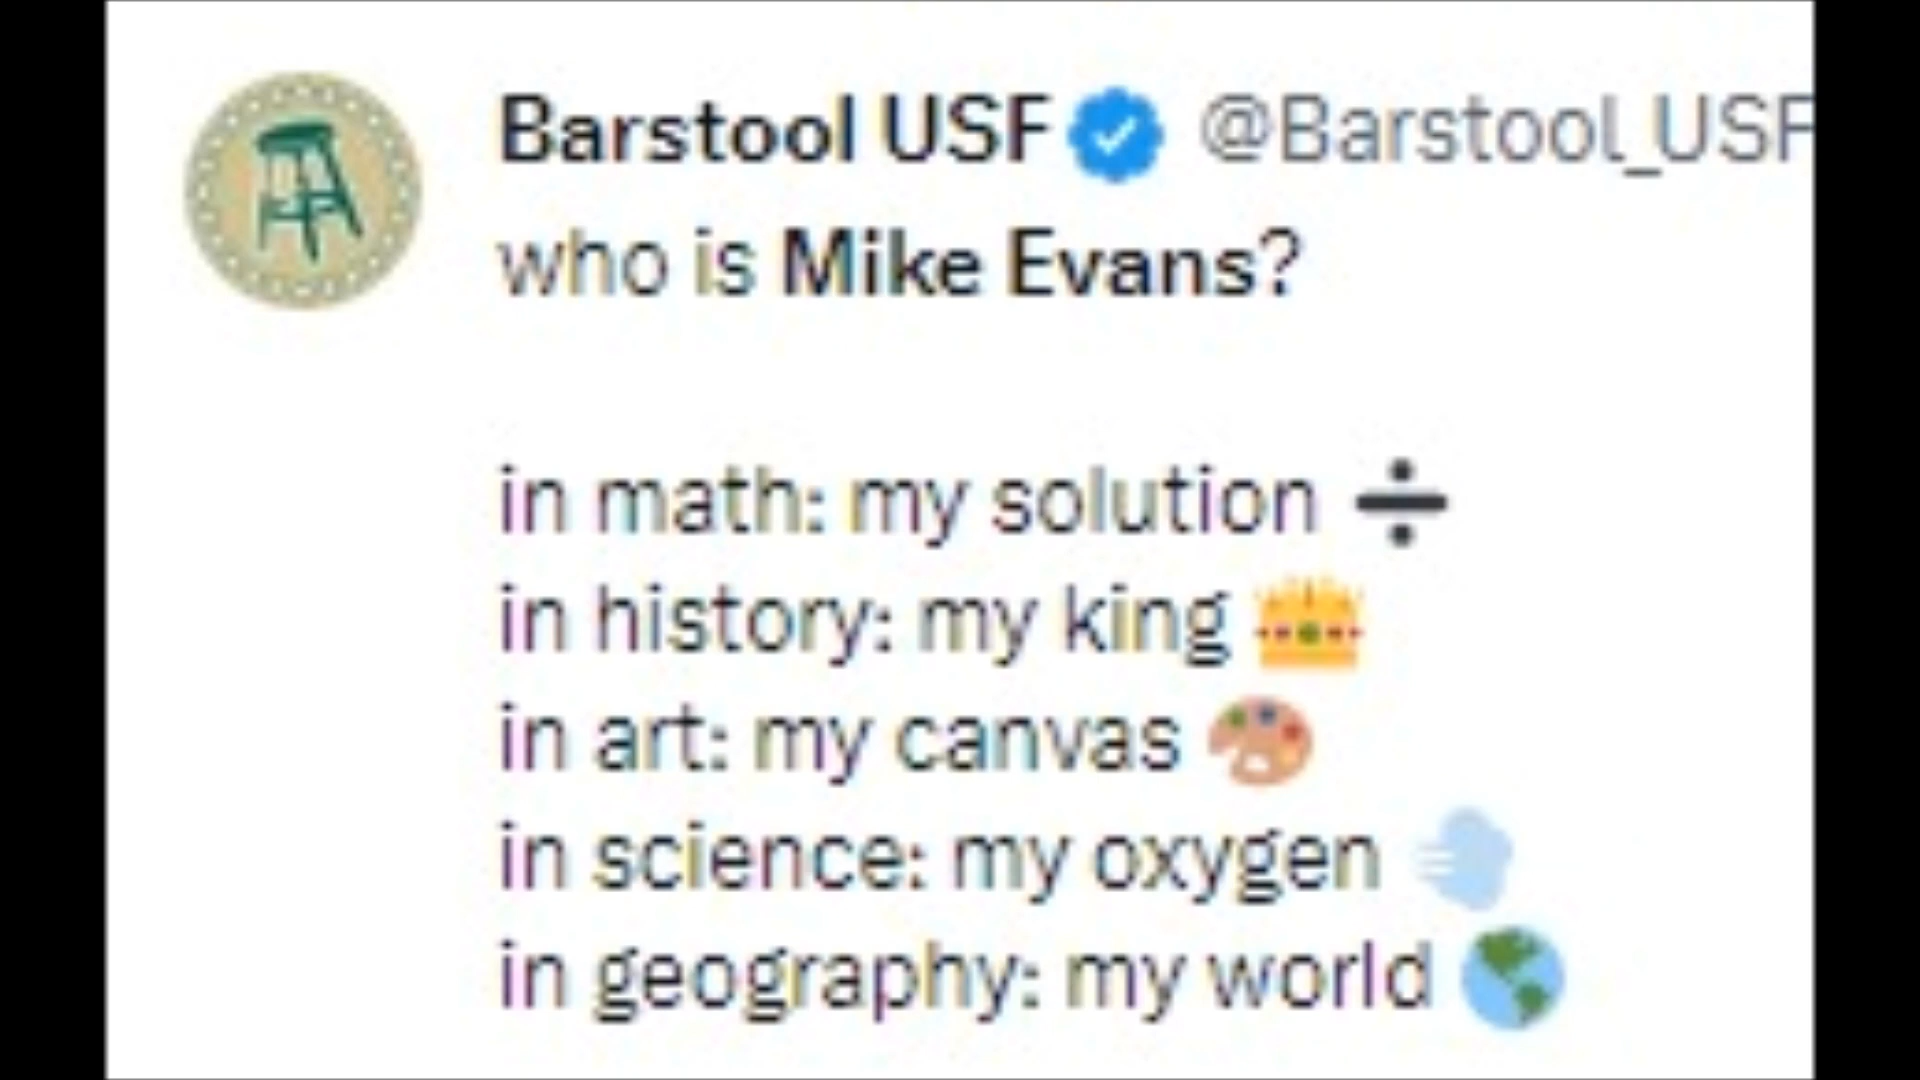 Barstool USF @Barstool_USF
who is Mike Evans?
in math: my solution ➗
in history: my king 👑
in art: my canvas 🎨
in science: my oxygen 💨
in geography: my world 🌎